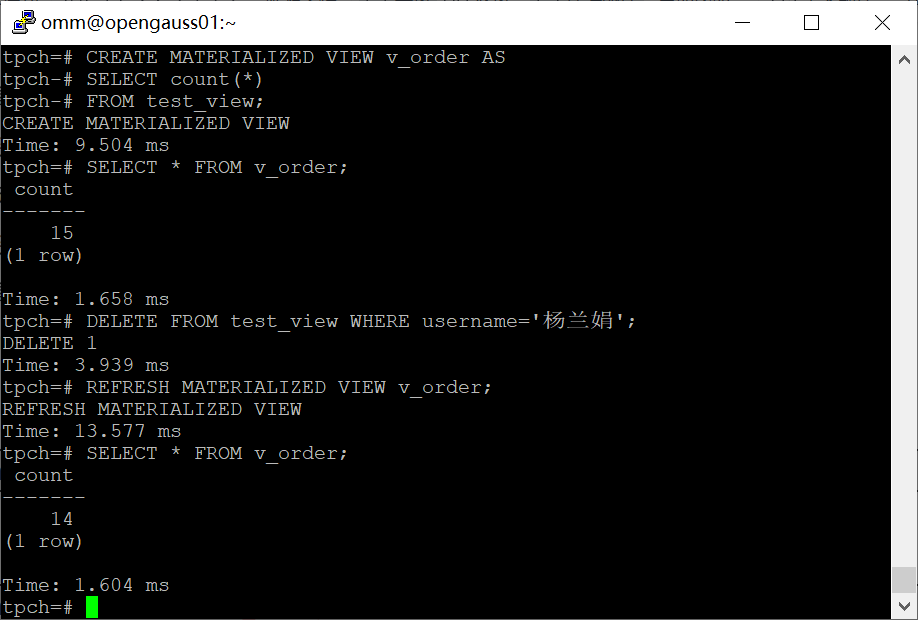 omm@opengauss01:~
tpch=# CREATE MATERIALIZED VIEW v_order AS
tpch-# SELECT count(*)
tpch-# FROM test_view;
CREATE MATERIALIZED VIEW
Time: 9.504 ms
tpch=# SELECT * FROM v_order;
 count
-------
    15
(1 row)

Time: 1.658 ms
tpch=# DELETE FROM test_view WHERE username='杨兰娟';
DELETE 1
Time: 3.939 ms
tpch=# REFRESH MATERIALIZED VIEW v_order;
REFRESH MATERIALIZED VIEW
Time: 13.577 ms
tpch=# SELECT * FROM v_order;
 count
-------
    14
(1 row)

Time: 1.604 ms
tpch=#